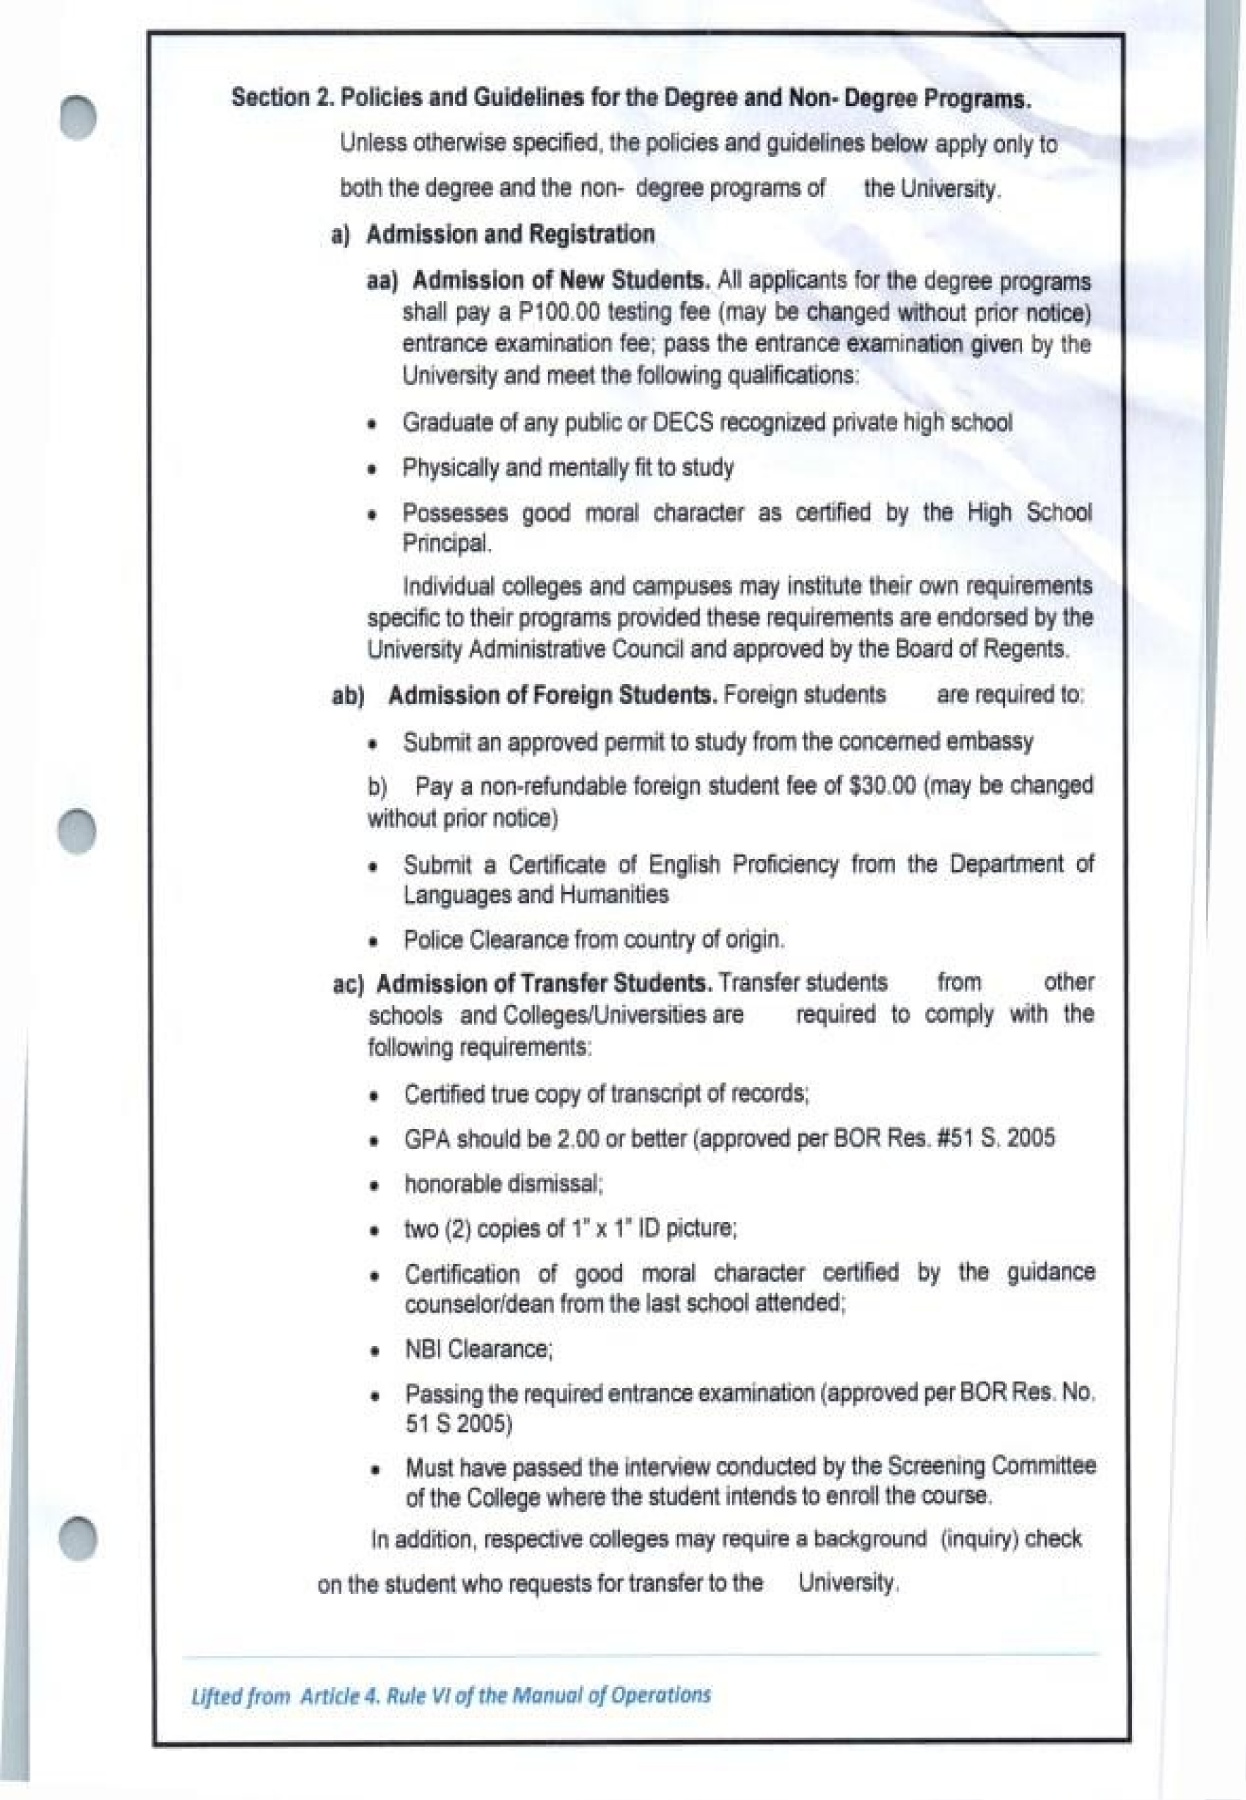 Section 2. Policies and Guidelines for the Degree and Non- Degree Programs.
Unless otherwise specified, the policies and guidelines below apply only to
both the degree and the non- degree programs of the University.
a) Admission and Registration
aa) Admission of New Students. All applicants for the degree programs
shall pay a P100.00 testing fee (may be changed without prior notice)
entrance examination fee; pass the entrance examination given by the
University and meet the following qualifications:
• Graduate of any public or DECS recognized private high school
• Physically and mentally fit to study
• Possesses good moral character as certified by the High School
Principal.
Individual colleges and campuses may institute their own requirements
specific to their programs provided these requirements are endorsed by the
University Administrative Council and approved by the Board of Regents.
ab) Admission of Foreign Students. Foreign students are required to:
• Submit an approved permit to study from the concerned embassy
b) Pay a non-refundable foreign student fee of $30.00 (may be changed
without prior notice)
• Submit a Certificate of English Proficiency from the Department of
Languages and Humanities
• Police Clearance from country of origin.
ac) Admission of Transfer Students. Transfer students from other
schools and Colleges/Universities are required to comply with the
following requirements:
• Certified true copy of transcript of records;
• GPA should be 2.00 or better (approved per BOR Res. #51 S. 2005
• honorable dismissal;
• two (2) copies of 1" x 1" ID picture;
• Certification of good moral character certified by the guidance
counselor/dean from the last school attended;
• NBI Clearance;
• Passing the required entrance examination (approved per BOR Res. No.
51 S 2005)
• Must have passed the interview conducted by the Screening Committee
of the College where the student intends to enroll the course.
In addition, respective colleges may require a background (inquiry) check
on the student who requests for transfer to the University.
Lifted from Article 4. Rule VI of the Manual of Operations